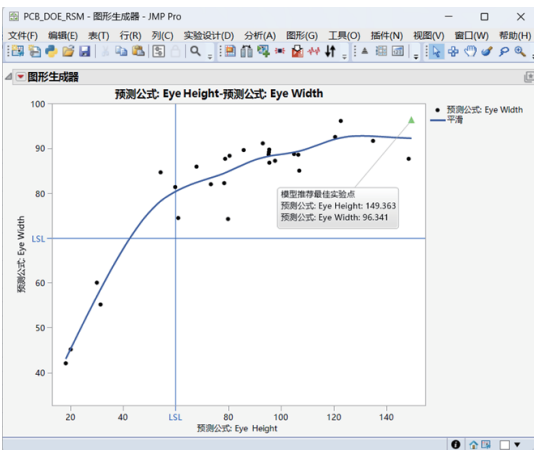 PCB_DOE_RSM - 图形生成器 - JMP Pro
文件(F) 编辑(E) 表(T) 行(R) 列(C) 实验设计(D) 分析(A) 图形(G) 工具(O) 插件(N) 视图(V) 窗口(W) 帮助(H)
图形生成器
预测公式: Eye Height-预测公式: Eye Width
100
90
80
LSL
60
50
40
预测公式: Eye Width
预测公式: Eye Width
平滑
模型推荐最佳实验点
预测公式: Eye Height: 149.363
预测公式: Eye Width: 96.341
20 40 LSL 80 100 120 140
预测公式: Eye Height